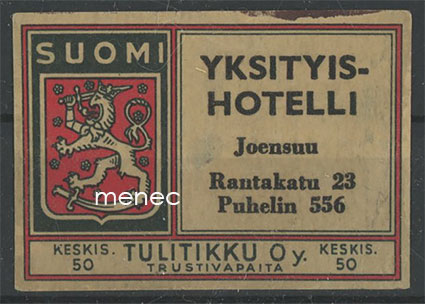 SUOMI
menec
YKSITYIS-
HOTELLI
Joensuu
Rantakatu 23
Puhelin 556
KESKIS.
50
TULITIKKU Oy.
TRUSTIVAPAITA
KESKIS.
50